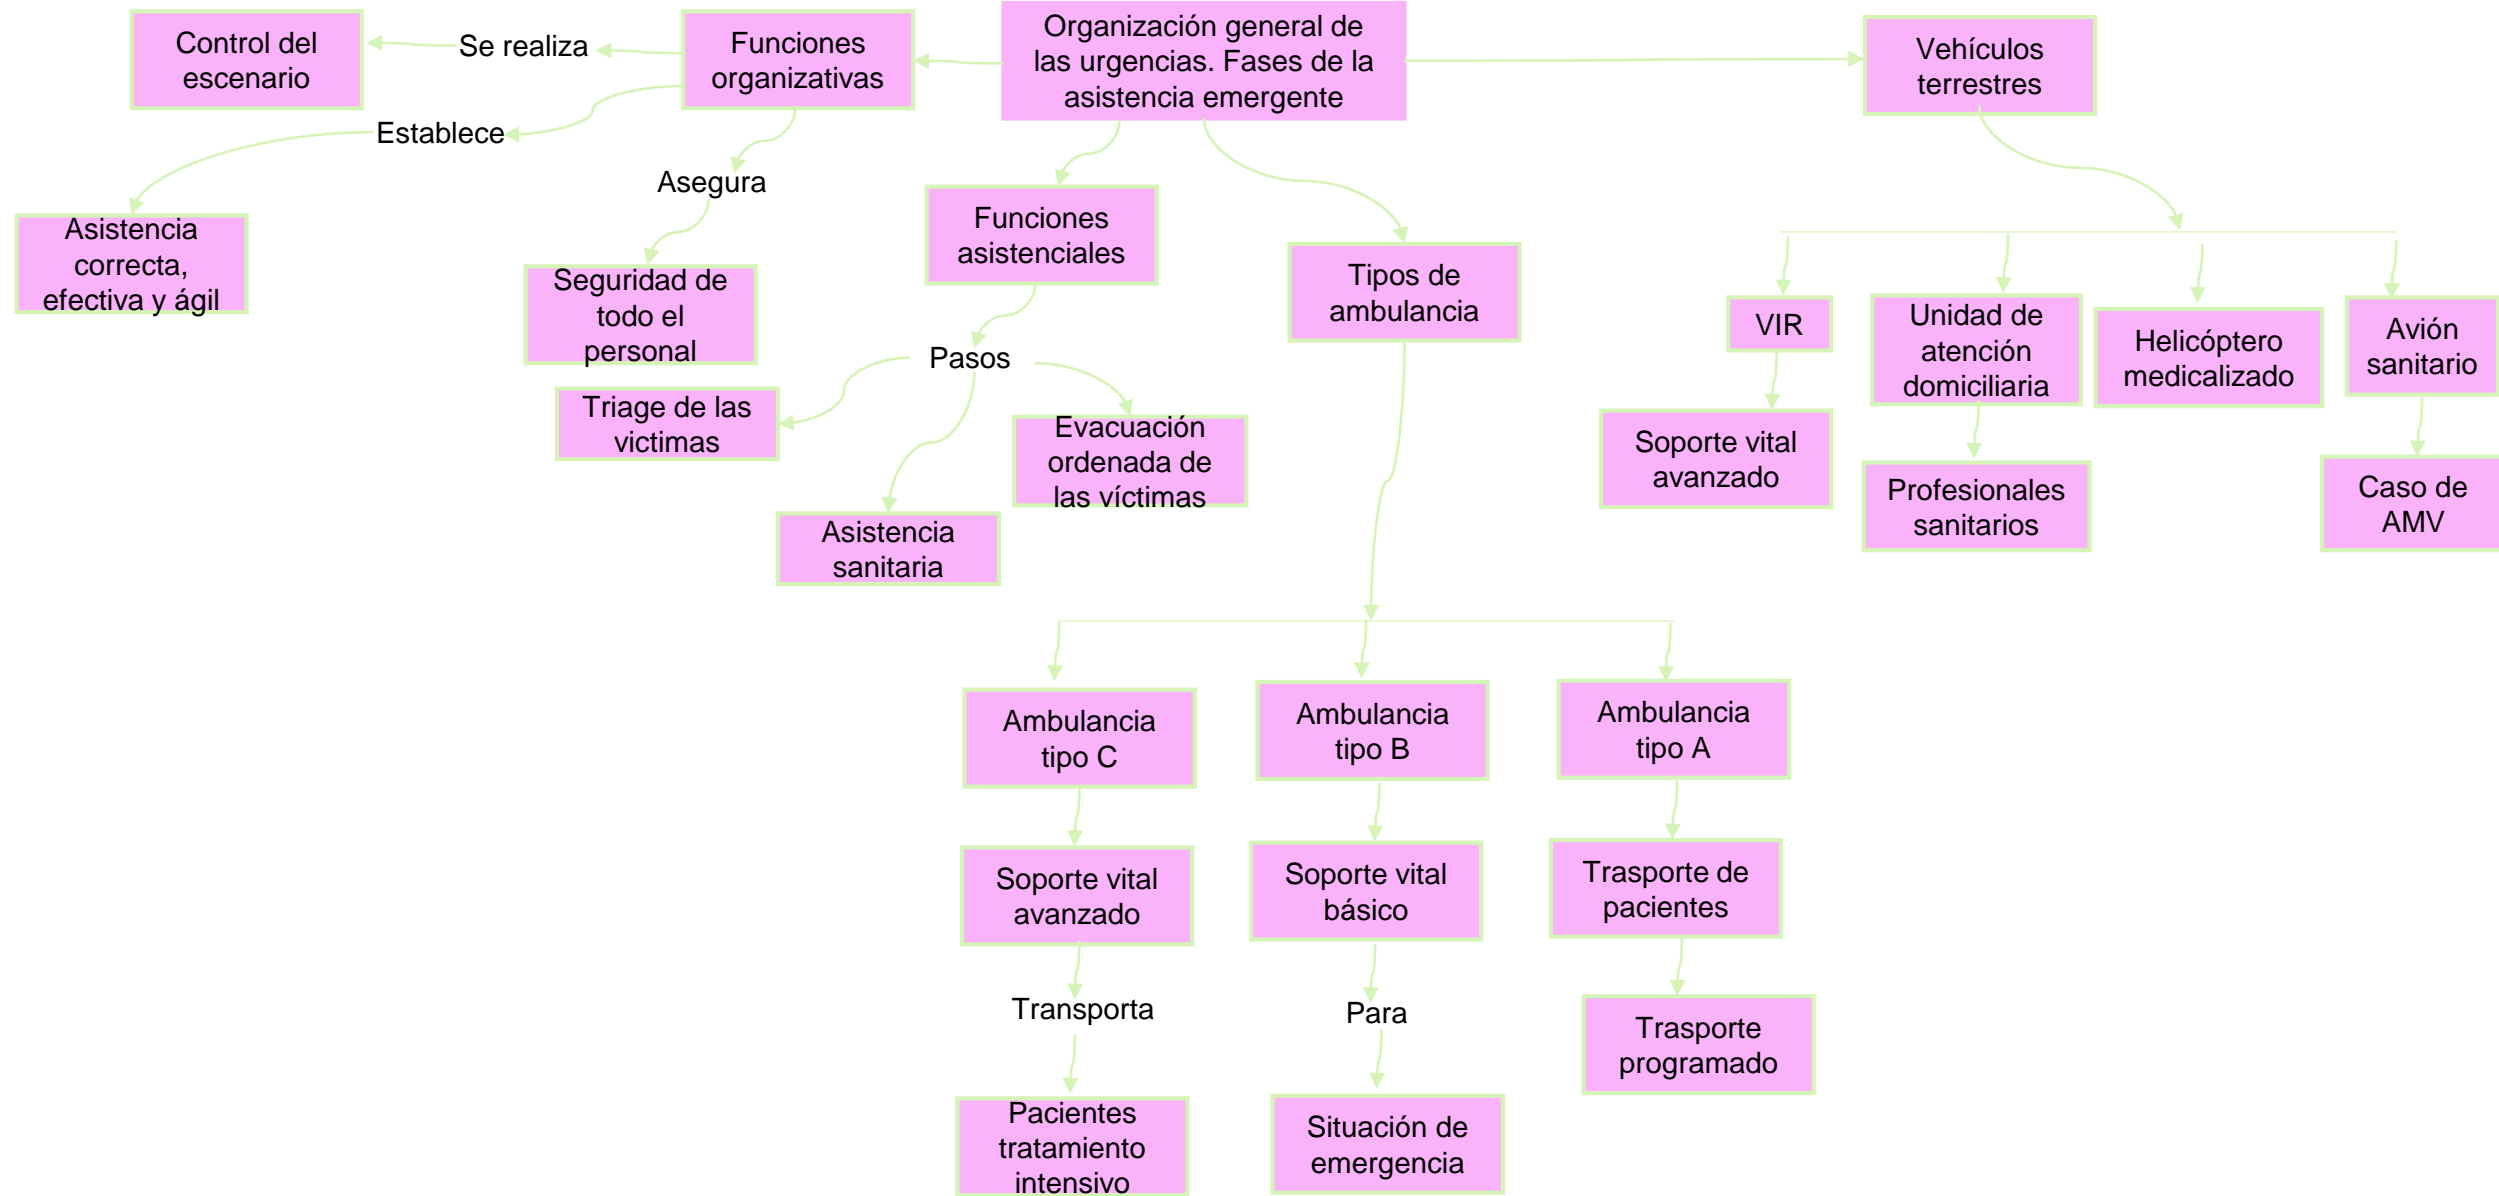 Control del
escenario
Se realiza
Funciones
organizativas
Organización general de
las urgencias. Fases de la
asistencia emergente
Vehículos
terrestres
Establece
Asegura
Asistencia
correcta,
efectiva y ágil
Seguridad de
todo el
personal
Funciones
asistenciales
Tipos de
ambulancia
VIR
Unidad de
atención
domiciliaria
Helicóptero
medicalizado
Avión
sanitario
Pasos
Triage de las
victimas
Evacuación
ordenada de
las víctimas
Asistencia
sanitaria
Soporte vital
avanzado
Profesionales
sanitarios
Caso de
AMV
Ambulancia
tipo C
Ambulancia
tipo B
Ambulancia
tipo A
Soporte vital
avanzado
Soporte vital
básico
Trasporte de
pacientes
Transporta
Para
Trasporte
programado
Pacientes
tratamiento
intensivo
Situación de
emergencia